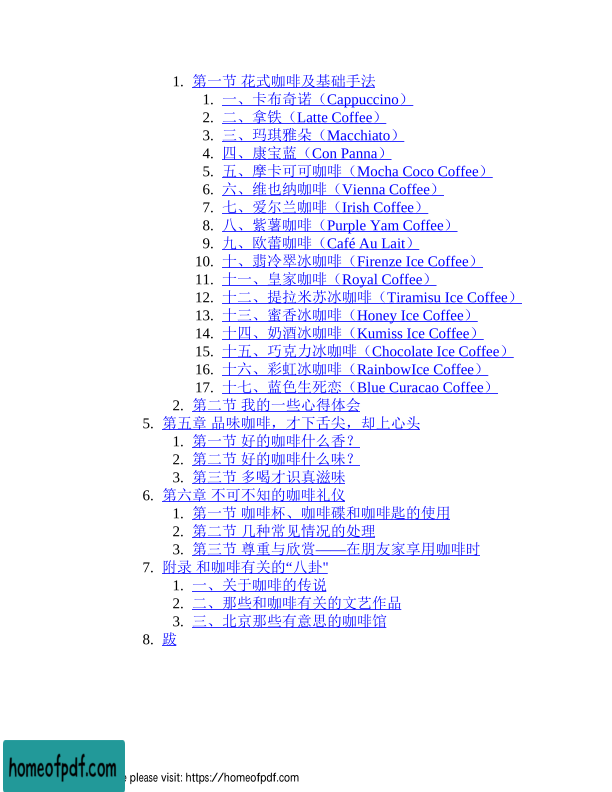 1. 第一节 花式咖啡及基础手法
1. 一、卡布奇诺（Cappuccino）
2. 二、拿铁（Latte Coffee）
3. 三、玛琪雅朵（Macchiato）
4. 四、康宝蓝（Con Panna）
5. 五、摩卡可可咖啡（Mocha Coco Coffee）
6. 六、维也纳咖啡（Vienna Coffee）
7. 七、爱尔兰咖啡（Irish Coffee）
8. 八、紫薯咖啡（Purple Yam Coffee）
9. 九、欧蕾咖啡（Café Au Lait）
10. 十、翡冷翠冰咖啡（Firenze Ice Coffee）
11. 十一、皇家咖啡（Royal Coffee）
12. 十二、提拉米苏冰咖啡（Tiramisu Ice Coffee）
13. 十三、蜜香冰咖啡（Honey Ice Coffee）
14. 十四、奶酒冰咖啡（Kumiss Ice Coffee）
15. 十五、巧克力冰咖啡（Chocolate Ice Coffee）
16. 十六、彩虹冰咖啡（RainbowIce Coffee）
17. 十七、蓝色生死恋（Blue Curacao Coffee）
2. 第二节 我的一些心得体会
5. 第五章 品味咖啡，才下舌尖，却上心头
1. 第一节 好的咖啡什么香？
2. 第二节 好的咖啡什么味？
3. 第三节 多喝才识真滋味
6. 第六章 不可不知的咖啡礼仪
1. 第一节 咖啡杯、咖啡碟和咖啡匙的使用
2. 第二节 几种常见情况的处理
3. 第三节 尊重与欣赏——在朋友家享用咖啡时
7. 附录 和咖啡有关的“八卦"
1. 一、关于咖啡的传说
2. 二、那些和咖啡有关的文艺作品
3. 三、北京那些有意思的咖啡馆
8. 跋
homeofpdf.com
please visit: https://homeofpdf.com